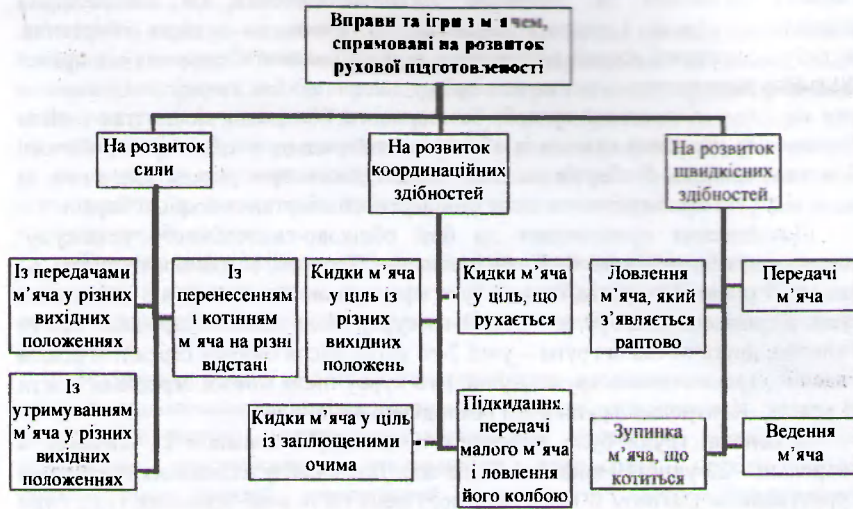 Вправи та ігри з м'ячем,
спрямовані на розвиток
рухової підготовленості
На розвиток
сили
На розвиток
координаційних
здібностей
На розвиток
швидкісних
здібностей
Із передачами
м'яча у різних
вихідних
положеннях
Із
перенесенням
і котінням
м'яча на різні
відстані
Кидки м'яча
у ціль із
різних
вихідних
положень
Кидки м'яча
у ціль, що
рухається
Ловлення
м'яча, який
з'являється
раптово
Передачі
м'яча
Із
утримуванням
м'яча у різних
вихідних
положеннях
Кидки м'яча у ціль
із заплющеними
очима
Підкидання:
передачі
малого м'яча
і ловлення
його колбою
Зупинка
м'яча, що
котиться
Ведення
м'яча